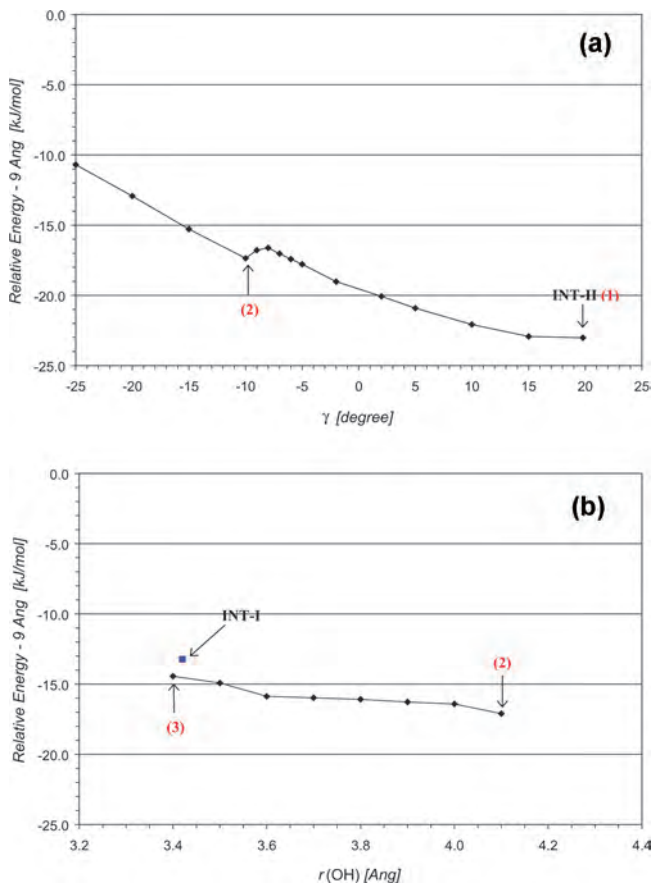 0.0
(a)
-5.0
-10.0
-15.0
-20.0
-25.0
Relative Energy - 9 Ang [kJ/mol]
(2)
INT-II (1)
-25 -20 -15 -10 -5 0 5 10 15 20 25
γ [degree]
0.0
(b)
-5.0
-10.0
-15.0
-20.0
-25.0
Relative Energy - 9 Ang [kJ/mol]
INT-I
(2)
(3)
3.2 3.4 3.6 3.8 4.0 4.2 4.4
r(OH) [Ang]